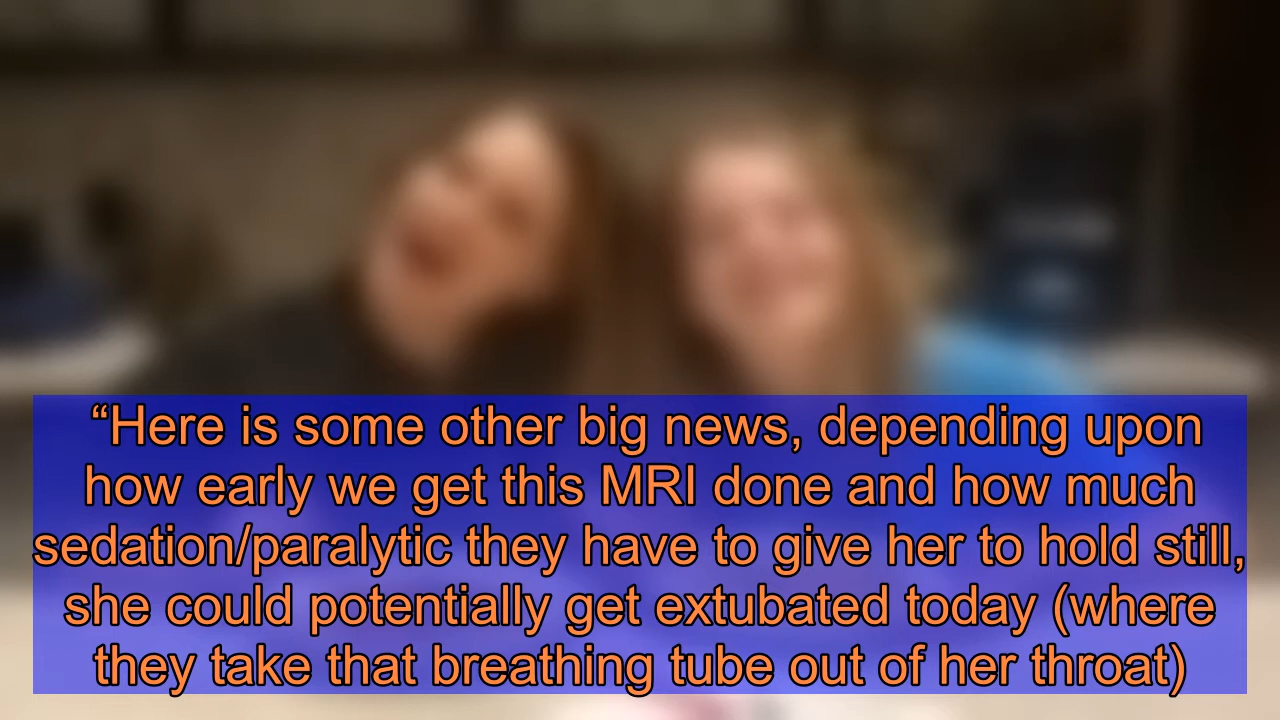 “Here is some other big news, depending upon
how early we get this MRI done and how much
sedation/paralytic they have to give her to hold still,
she could potentially get extubated today (where
they take that breathing tube out of her throat)